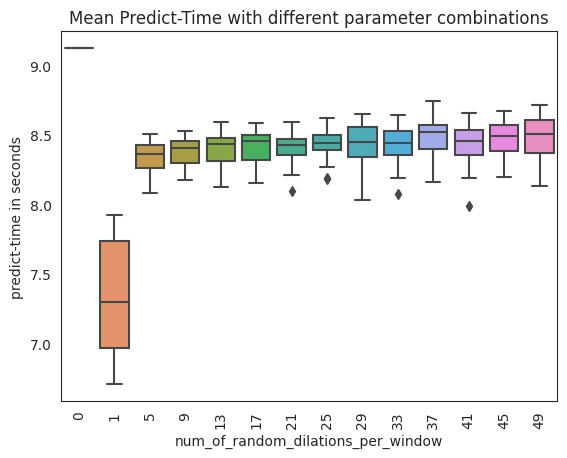 Mean Predict-Time with different parameter combinations
predict-time in seconds
9.0
8.5
8.0
7.5
7.0
0 1 5 9 13 17 21 25 29 33 37 41 45 49
num_of_random_dilations_per_window